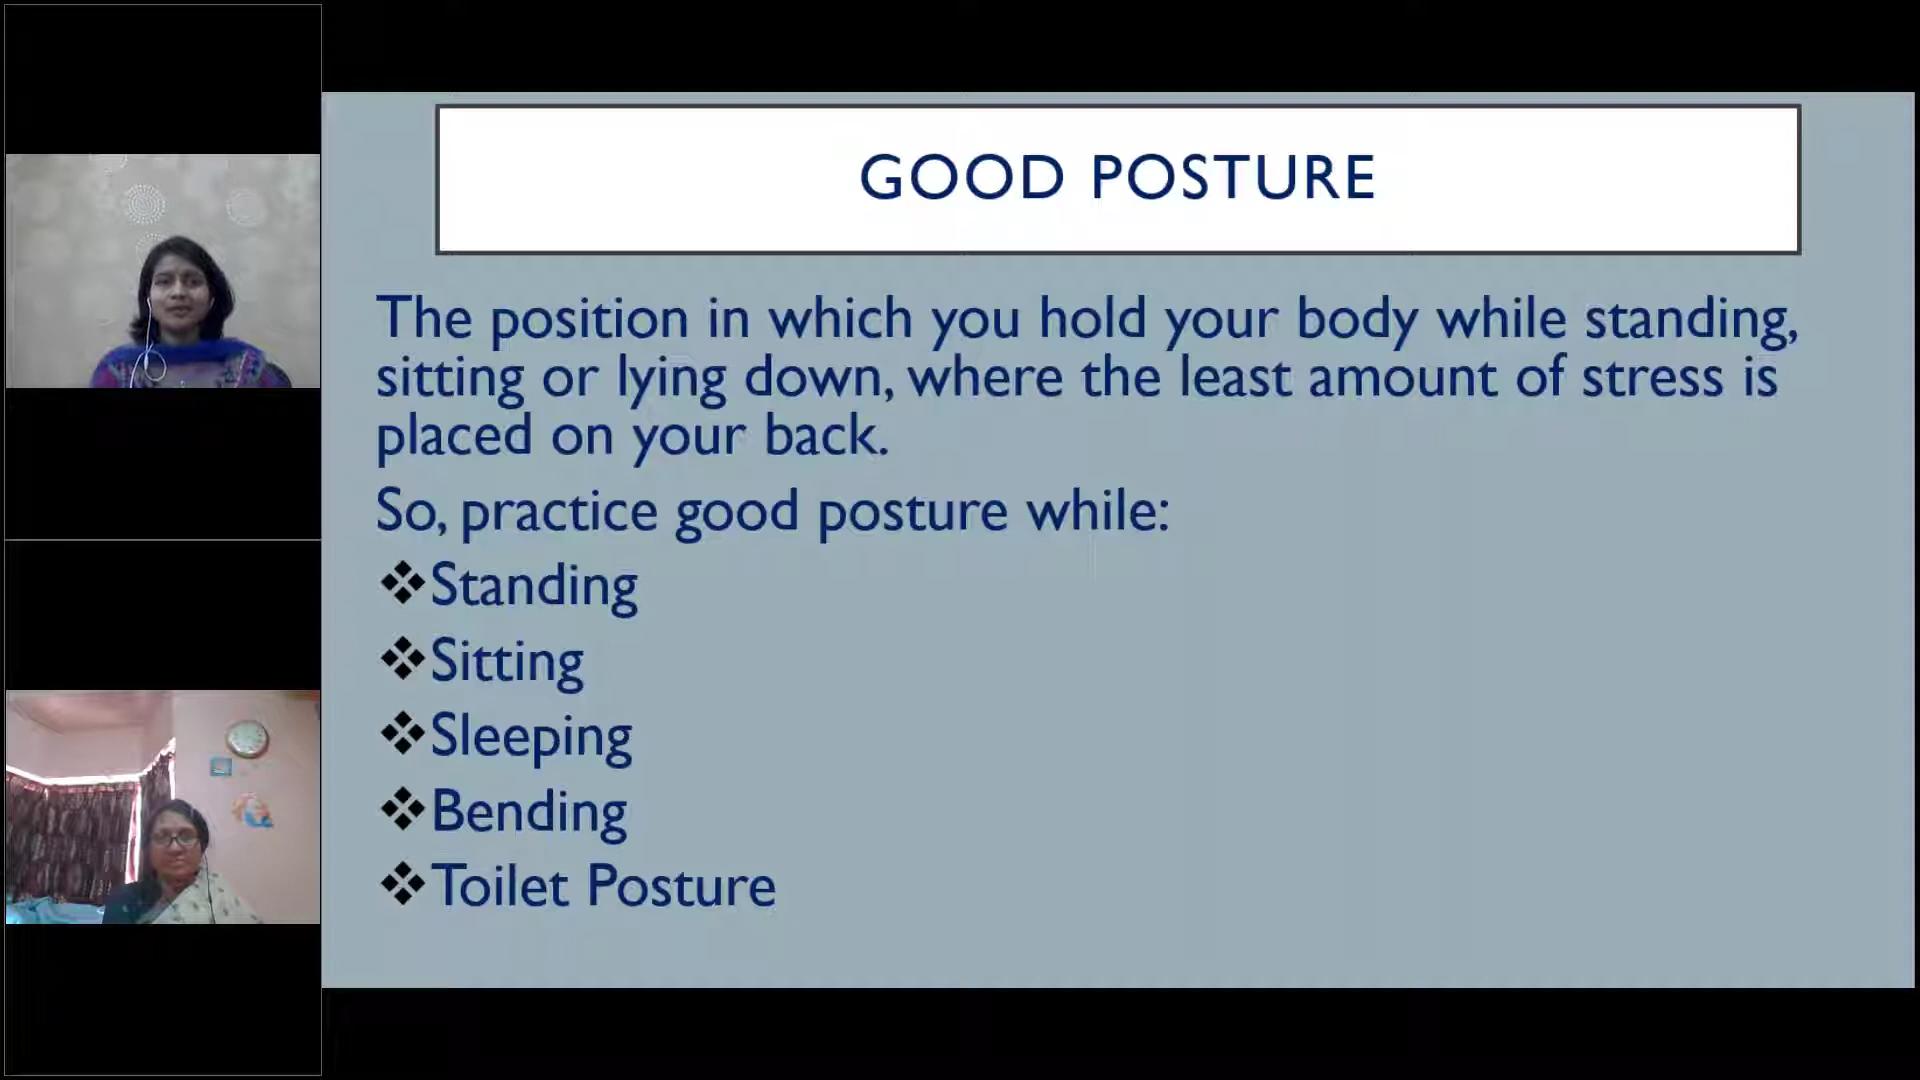 GOOD POSTURE
The position in which you hold your body while standing,
sitting or lying down, where the least amount of stress is
placed on your back.
So, practice good posture while:
❖Standing
❖Sitting
❖Sleeping
❖Bending
❖Toilet Posture